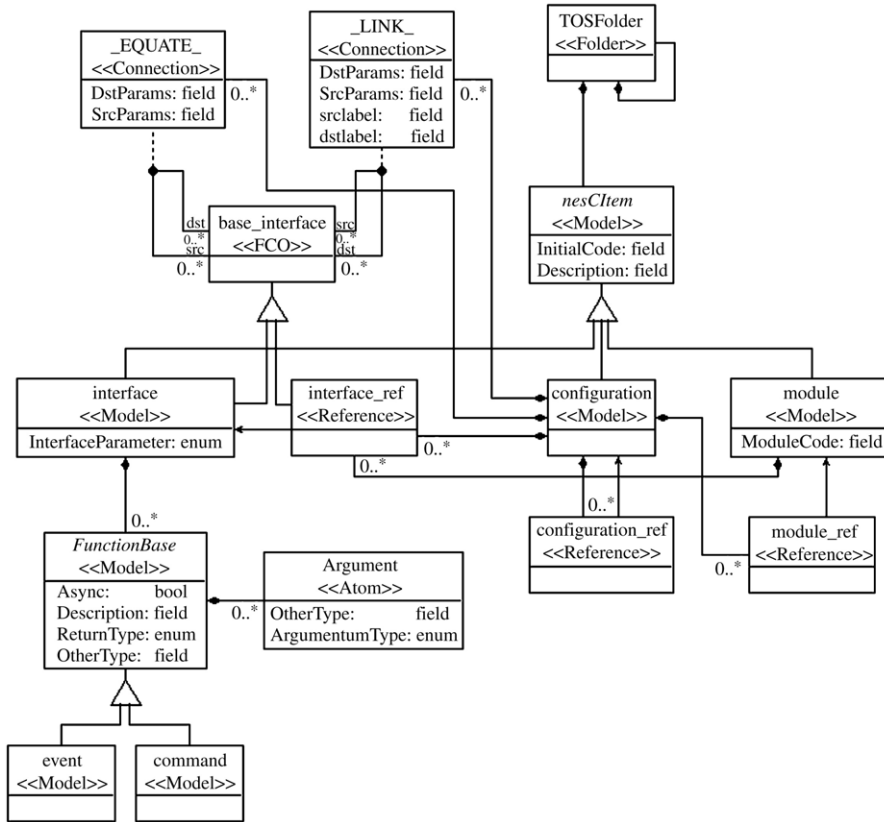 _EQUATE_
<<Connection>>
DstParams: field
SrcParams: field
0..*
_LINK_
<<Connection>>
DstParams: field
SrcParams: field
srclabel: field
dstlabel: field
0..*
TOSFolder
<<Folder>>
dst
0..*
src
0..*
base_interface
<<FCO>>
src
0..*
dst
0..*
nesCItem
<<Model>>
InitialCode: field
Description: field
interface
<<Model>>
InterfaceParameter: enum
interface_ref
<<Reference>>
0..*
0..*
configuration
<<Model>>
module
<<Model>>
ModuleCode: field
0..*
configuration_ref
<<Reference>>
0..*
module_ref
<<Reference>>
0..*
FunctionBase
<<Model>>
Async: bool
Description: field
ReturnType: enum
OtherType: field
0..*
Argument
<<Atom>>
OtherType: field
ArgumentumType: enum
event
<<Model>>
command
<<Model>>